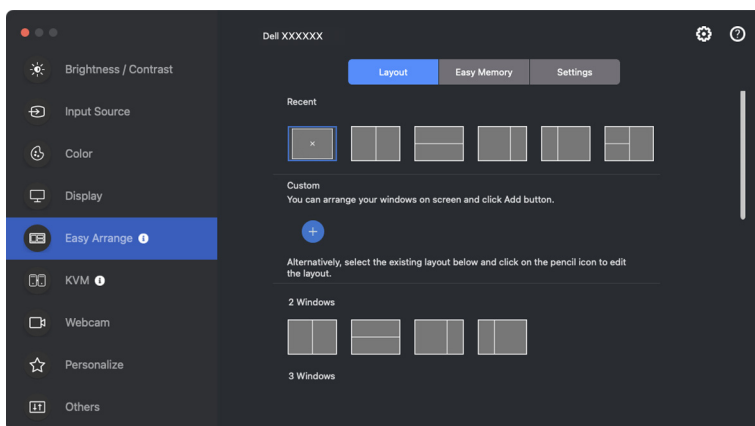 Dell XXXXXX
Brightness / Contrast
Input Source
Color
Display
Easy Arrange
KVM
Webcam
Personalize
Others
Layout
Easy Memory
Settings
Recent
Custom
You can arrange your windows on screen and click Add button.
Alternatively, select the existing layout below and click on the pencil icon to edit
the layout.
2 Windows
3 Windows